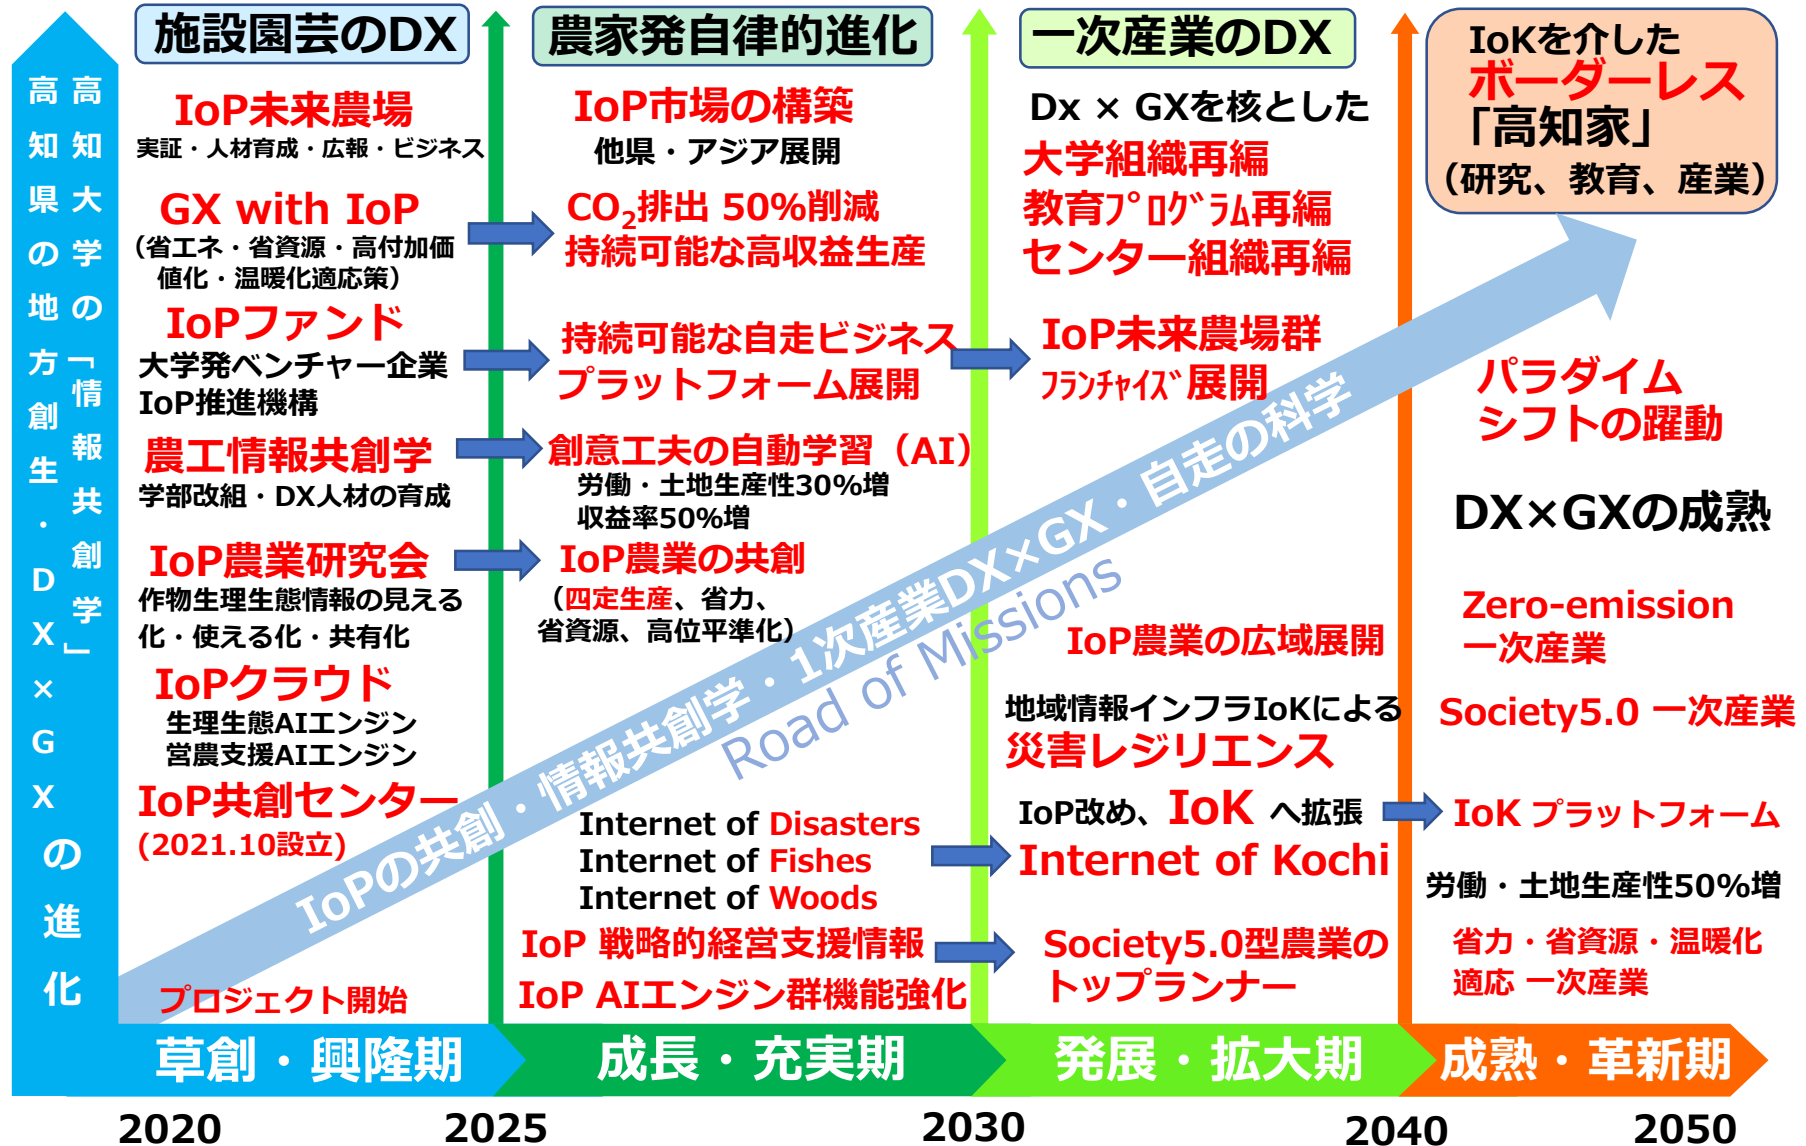 高知大学の「情報共創学」
高知県の地方創生・DX×GXの進化
施設園芸のDX
IoP未来農場
実証・人材育成・広報・ビジネス
GX with IoP
（省エネ・省資源・高付加価
値化・温暖化適応策）
IoPファンド
大学発ベンチャー企業
IoP推進機構
農工情報共創学
学部改組・DX人材の育成
IoP農業研究会
作物生理生態情報の見える
化・使える化・共有化
IoPクラウド
生理生態AIエンジン
営農支援AIエンジン
IoP共創センター
(2021.10設立)
プロジェクト開始
農家発自律的進化
IoP市場の構築
他県・アジア展開
CO2排出 50%削減
持続可能な高収益生産
持続可能な自走ビジネス
プラットフォーム展開
創意工夫の自動学習（AI）
労働・土地生産性30%増
収益率50%増
IoP農業の共創
（四定生産、省力、
省資源、高位平準化）
Internet of Disasters
Internet of Fishes
Internet of Woods
IoP 戦略的経営支援情報
IoP AIエンジン群機能強化
一次産業のDX
Dx × GXを核とした
大学組織再編
教育ﾌﾟﾛｸﾞﾗﾑ再編
センター組織再編
IoP未来農場群
ﾌﾗﾝﾁｬｲｽﾞ展開
IoP農業の広域展開
地域情報インフラIoKによる
災害レジリエンス
IoP改め、IoK へ拡張
Internet of Kochi
Society5.0型農業の
トップランナー
IoKを介した
ボーダーレス
「高知家」
（研究、教育、産業）
パラダイム
シフトの躍動
DX×GXの成熟
Zero-emission
一次産業
Society5.0 一次産業
IoK プラットフォーム
労働・土地生産性50%増
省力・省資源・温暖化
適応 一次産業
IoPの共創・情報共創学・1次産業DX×GX・自走の科学
Road of Missions
草創・興隆期
成長・充実期
発展・拡大期
成熟・革新期
2020
2025
2030
2040
2050